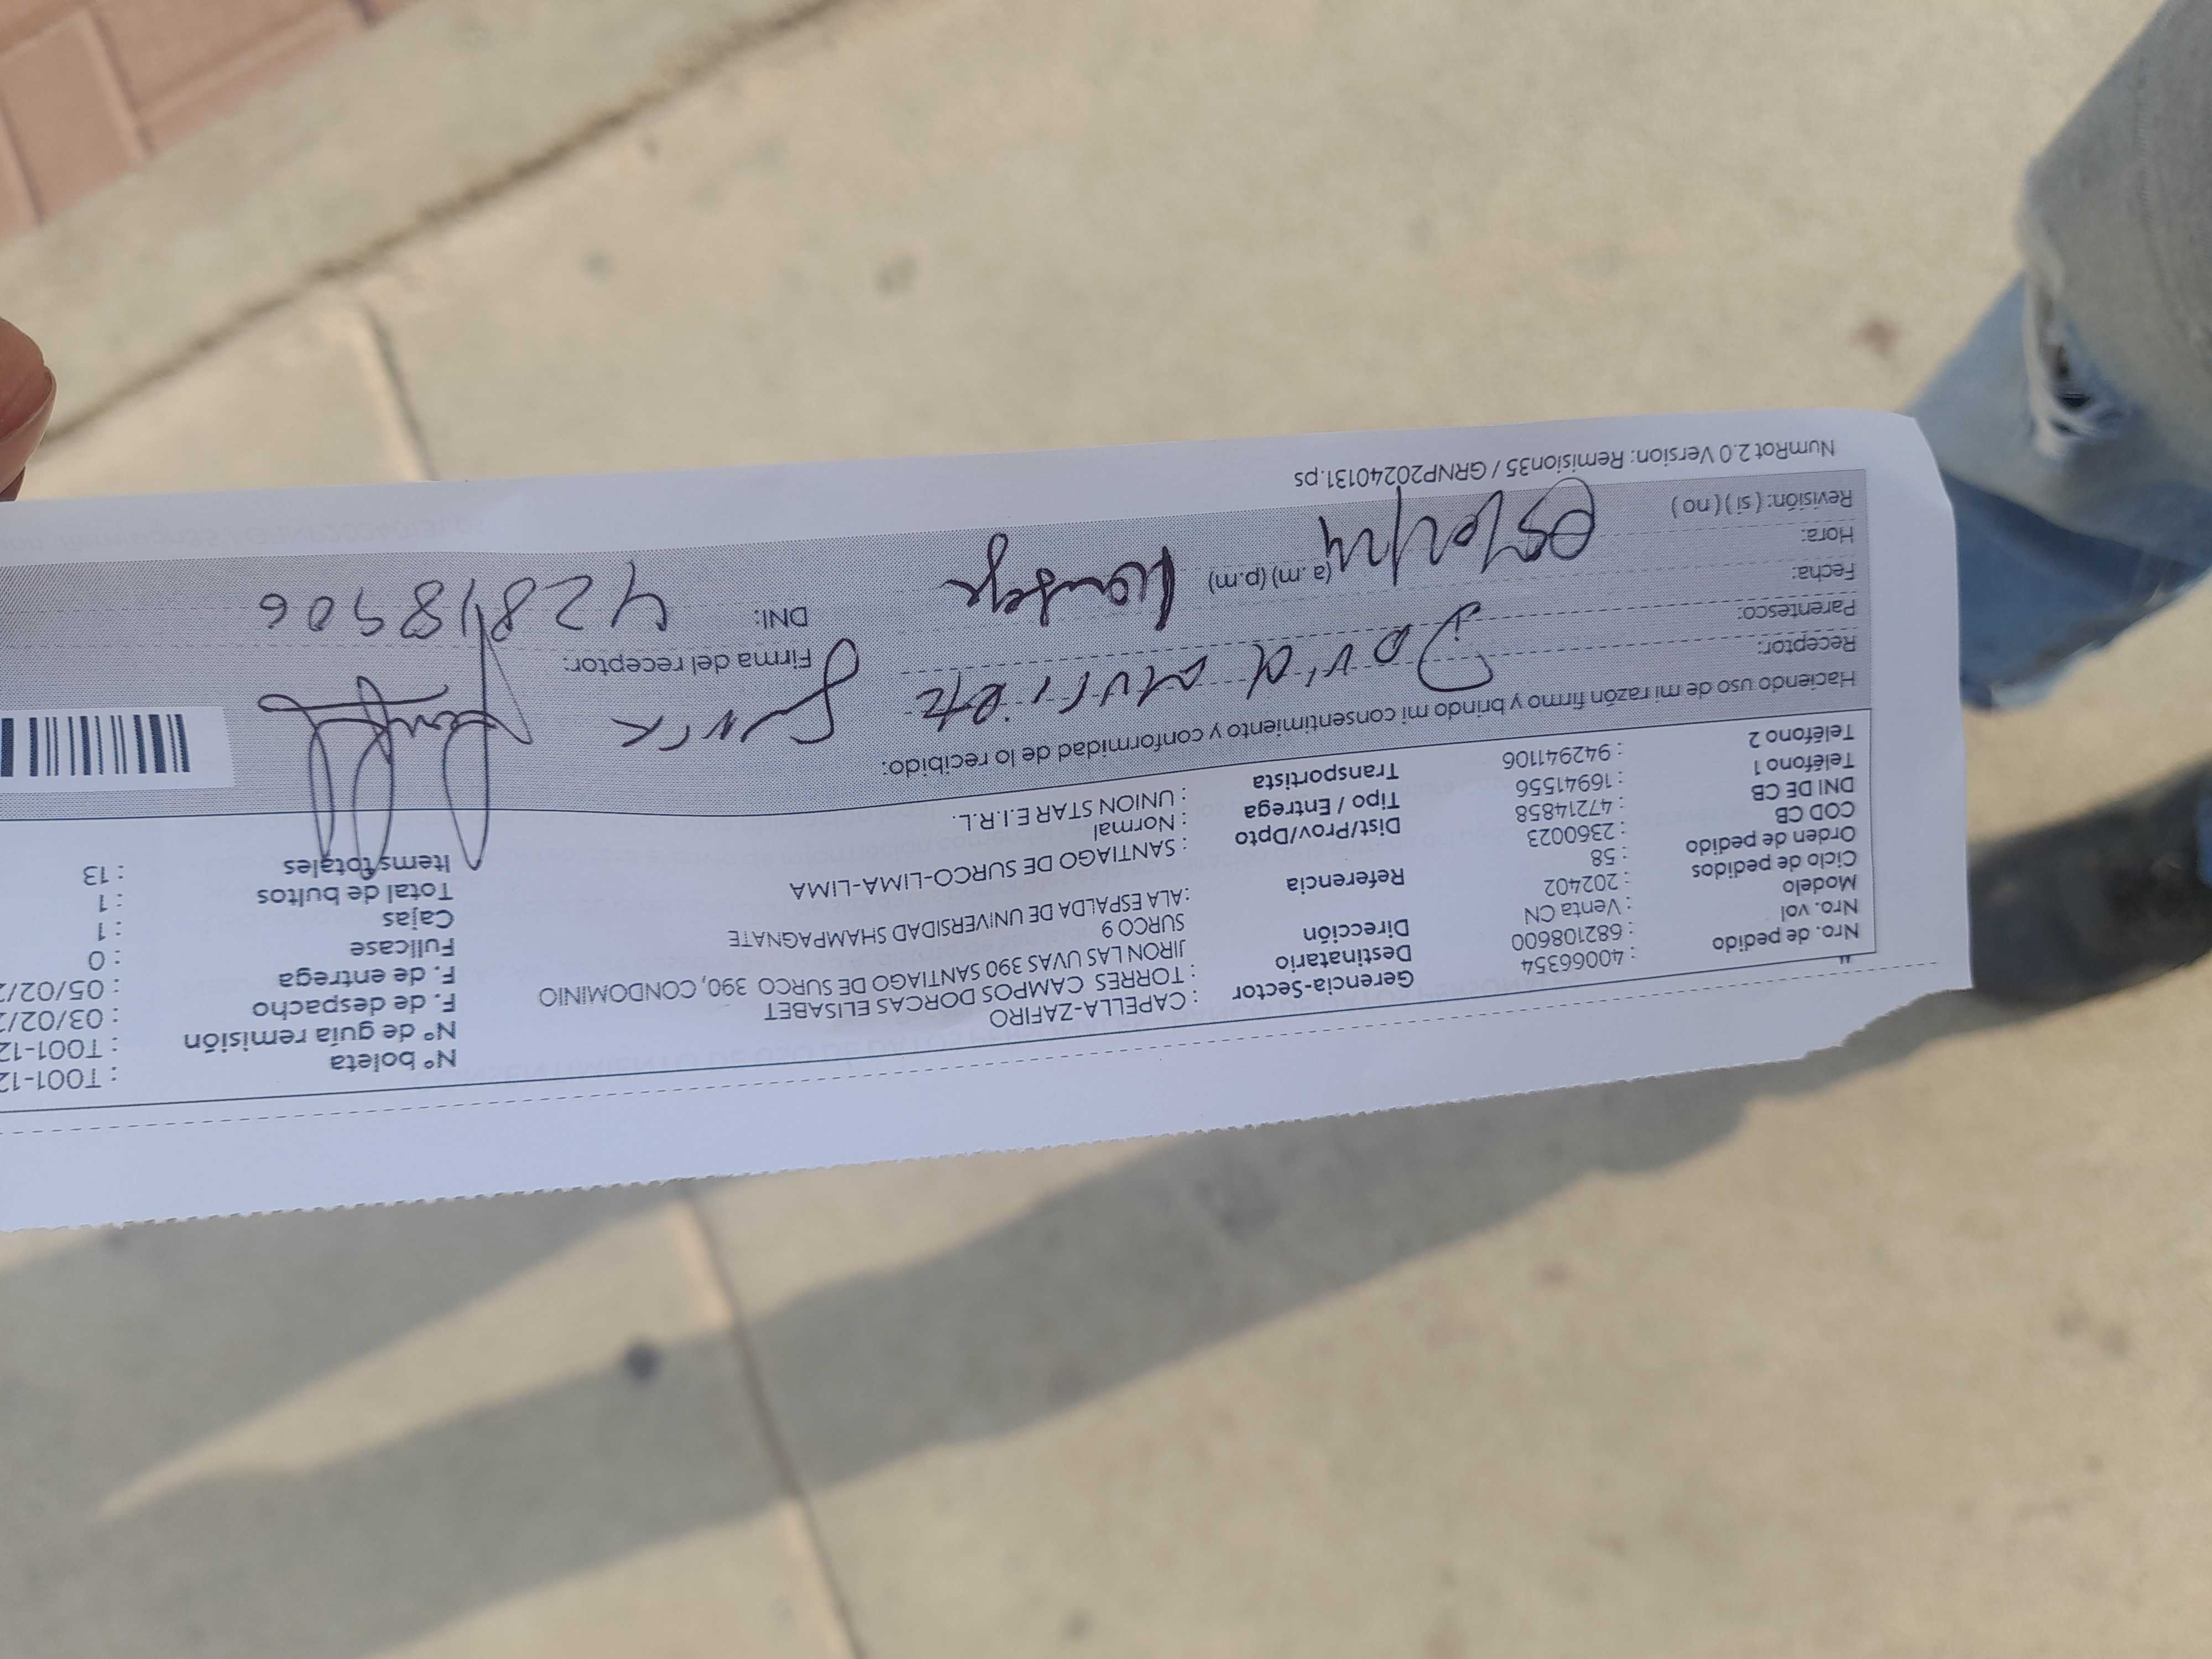 Nro. de pedido : 40066354
Nro. vol : 682108600
Modelo : Venta CN
Ciclo de pedidos : 202402
Orden de pedido : 58
COD CB : 2360023
DNI DE CB : 47214858
Teléfono 1 : 16941556
Teléfono 2 : 942941106
Gerencia-Sector : CAPELLA-ZAFIRO
Destinatario : TORRES CAMPOS DORCAS ELISABET
Dirección JIRON LAS UVAS 390 SANTIAGO DE SURCO 390, CONDOMINIO
SURCO 9
Referencia : ALA ESPALDA DE UNIVERSIDAD SHAMPAGNATE
Dist/Prov/Dpto : SANTIAGO DE SURCO-LIMA-LIMA
Tipo / Entrega : Normal
Transportista : UNION STAR E.I.R.L.
N° boleta : T001-12
N° de guía remisión : T001-12
F. de despacho : 03/02/2
F. de entrega : 05/02/2
Fullcase : 0
Cajas : 1
Total de bultos : 1
Items totales : 13
Haciendo uso de mi razón firmo y brindo mi consentimiento y conformidad de lo recibido:
Receptor: David
Parentesco:
Fecha: 05/02/24
Hora: (a.m) (p.m)
Revisión: ( si ) ( no )
Firma del receptor:
DNI: 42818506
NumRot 2.0 Version: Remision35 / GRNP20240131.ps